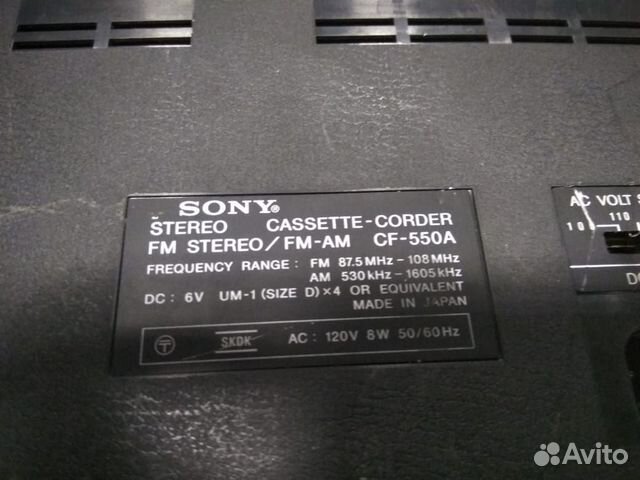 SONY®
STEREO CASSETTE-CORDER
FM STEREO/FM-AM CF-550A
FREQUENCY RANGE: FM 87.5MHz-108MHz
AM 530kHz-1605kHz
DC: 6V UM-1 (SIZE D)×4 OR EQUIVALENT
MADE IN JAPAN
SKDK AC: 120V 8W 50/60Hz
AC VOLT
110
Avito